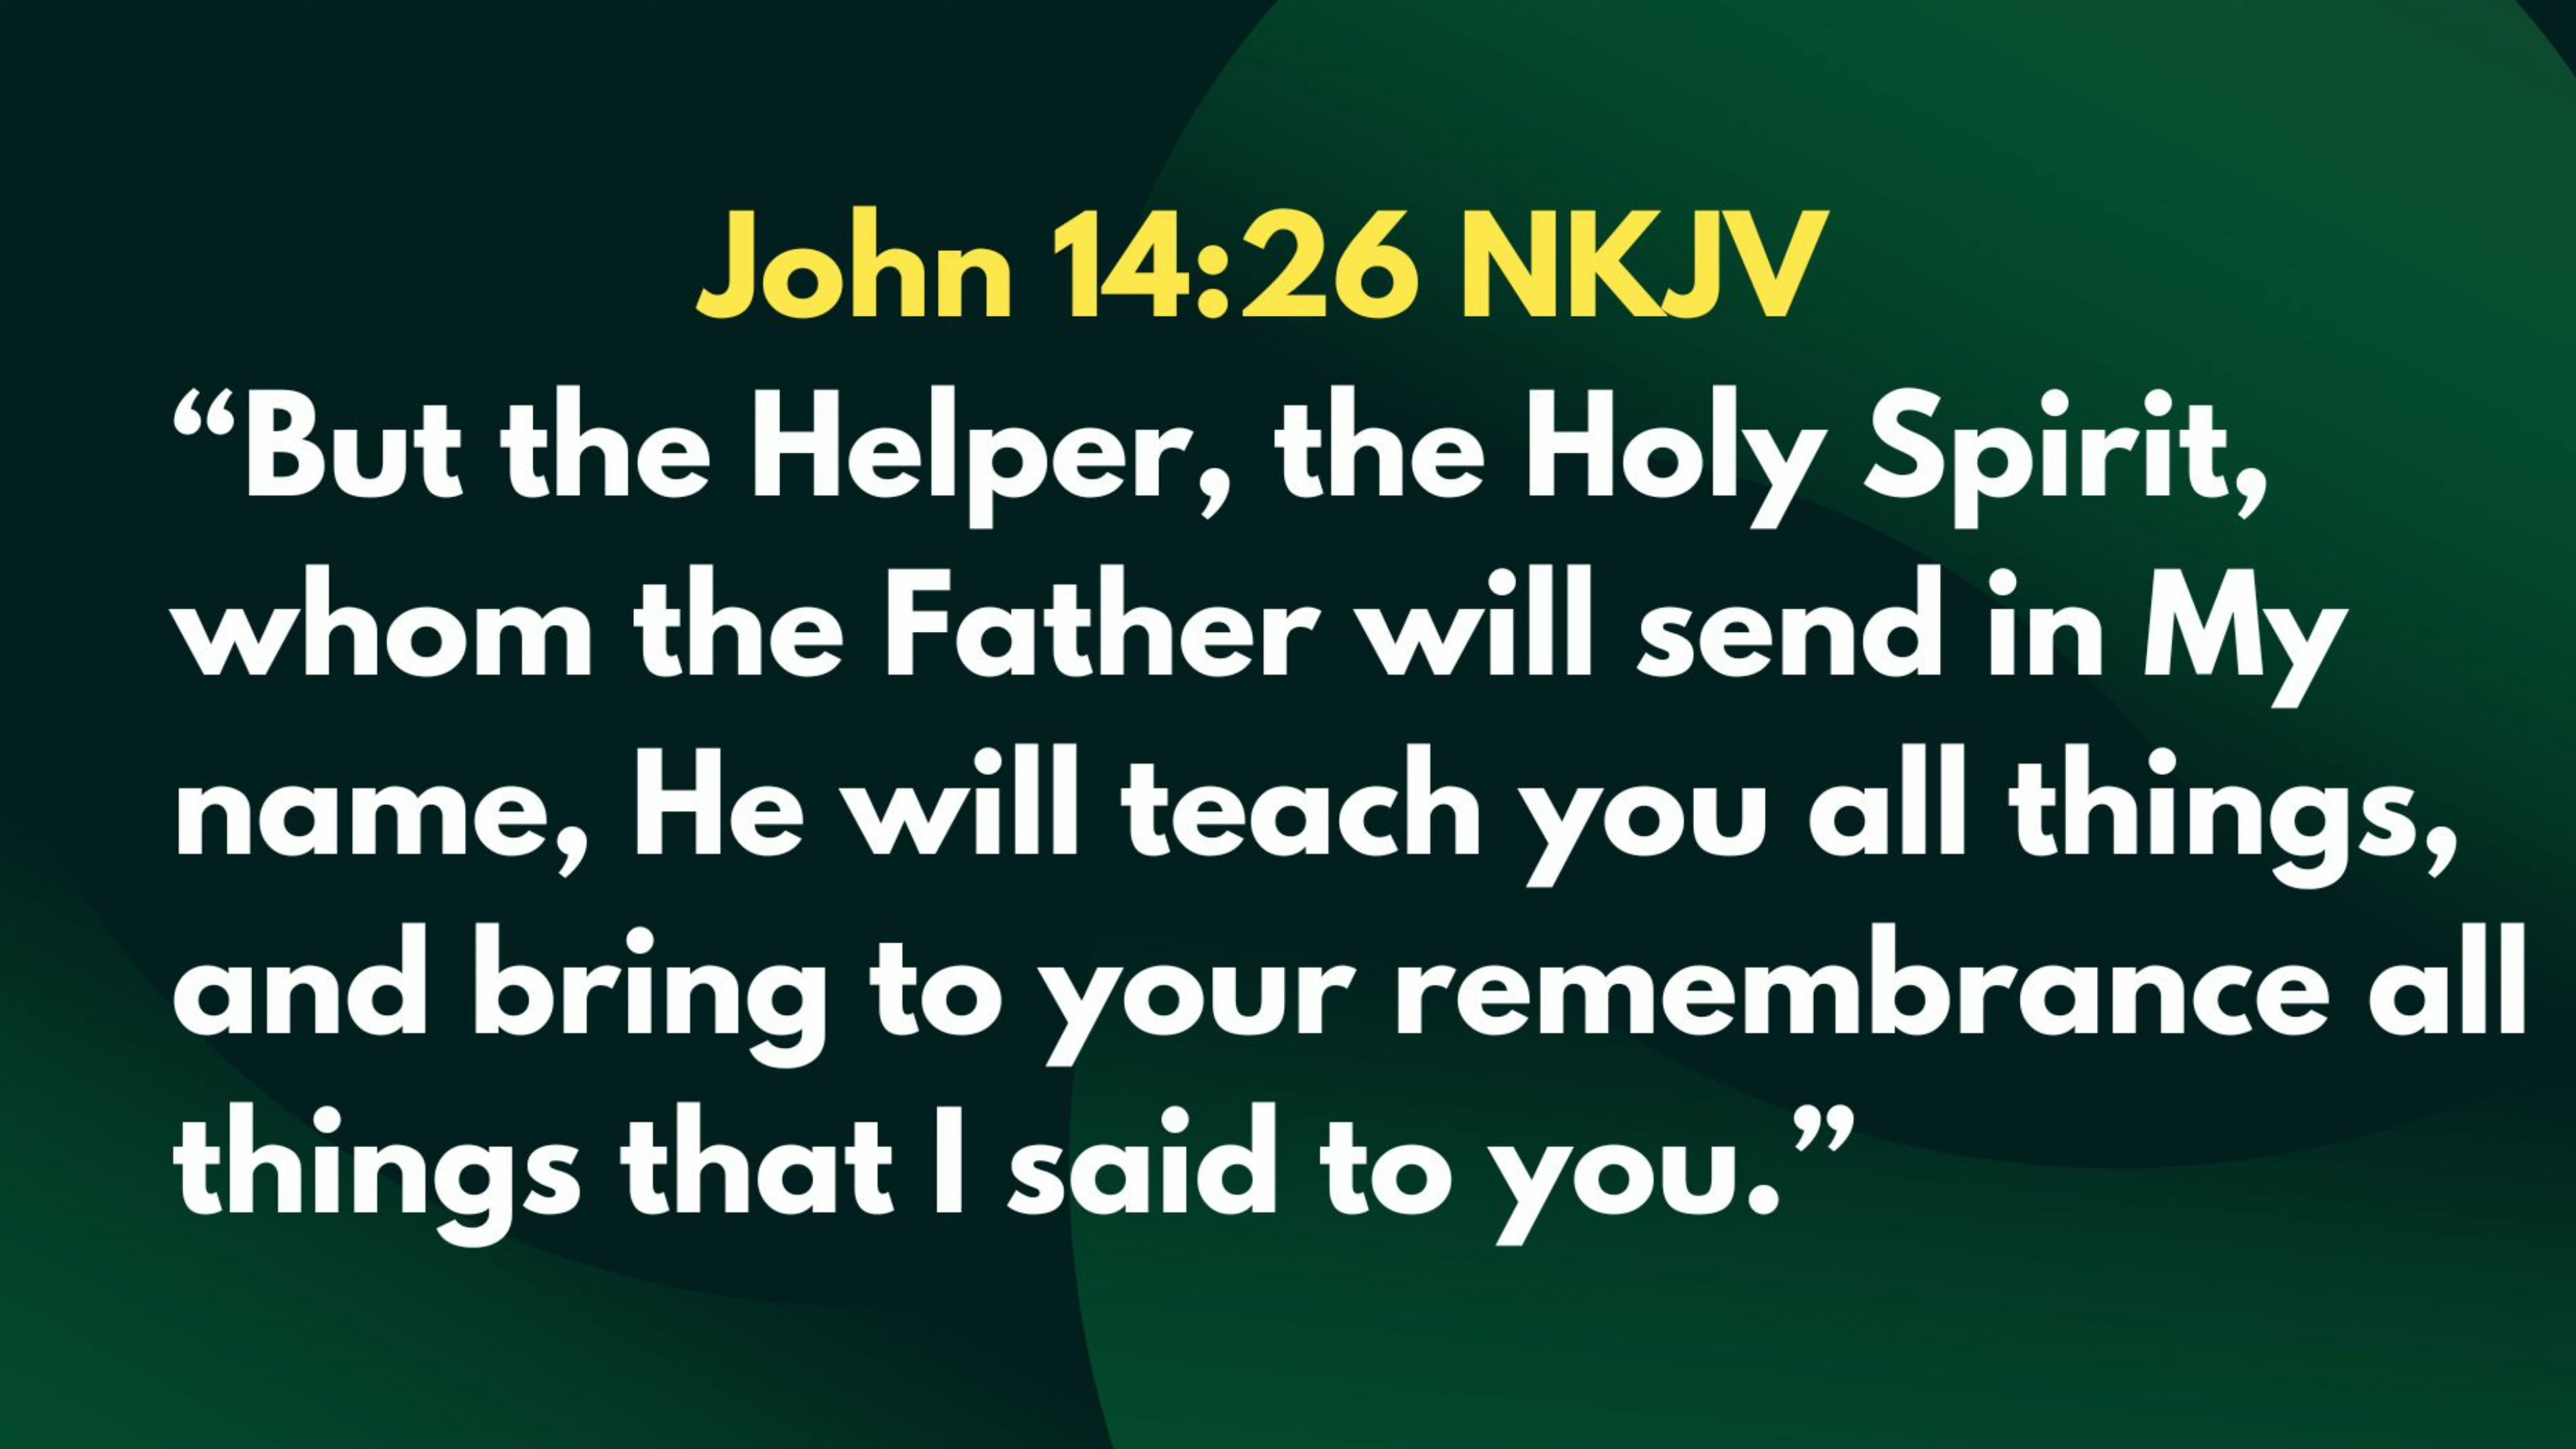 John 14:26 NKJV
“But the Helper, the Holy Spirit,
whom the Father will send in My
name, He will teach you all things,
and bring to your remembrance all
things that I said to you.”